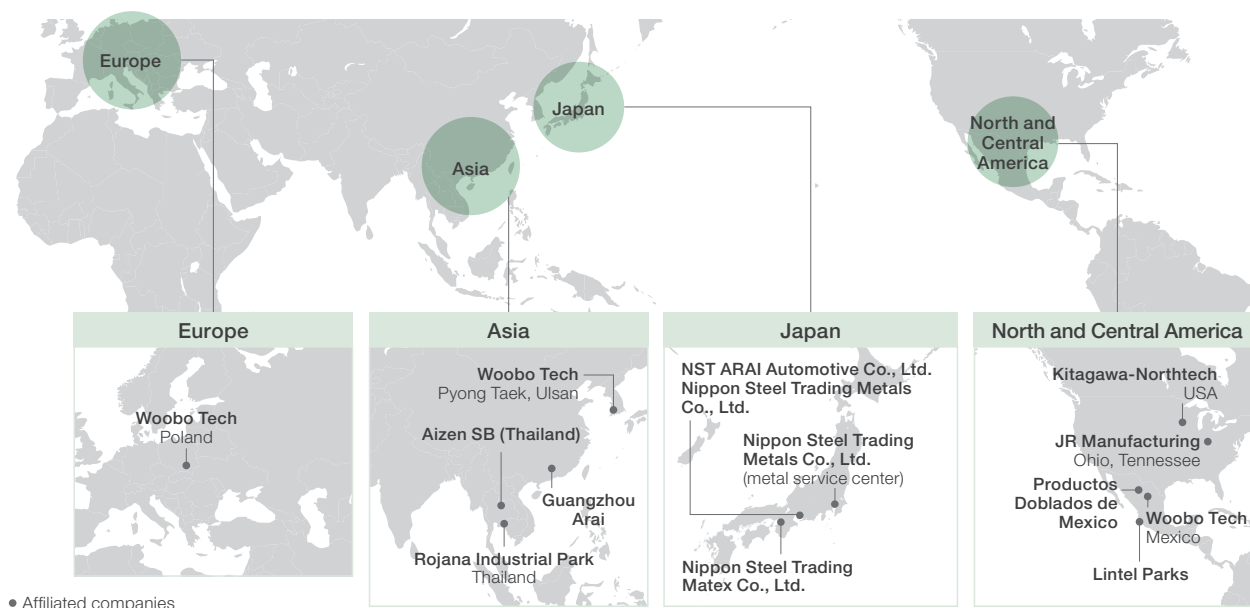 Europe
Japan
Asia
North and
Central
America
Europe
Woobo Tech
Poland
Asia
Woobo Tech
Pyong Taek, Ulsan
Aizen SB (Thailand)
Guangzhou
Arai
Rojana Industrial Park
Thailand
Japan
NST ARAI Automotive Co., Ltd.
Nippon Steel Trading Metals
Co., Ltd.
Nippon Steel Trading
Metals Co., Ltd.
(metal service center)
Nippon Steel Trading
Matex Co., Ltd.
North and Central America
Kitagawa-Northtech
USA
JR Manufacturing
Ohio, Tennessee
Productos
Doblados de
Mexico
Woobo Tech
Mexico
Lintel Parks
● Affiliated companies